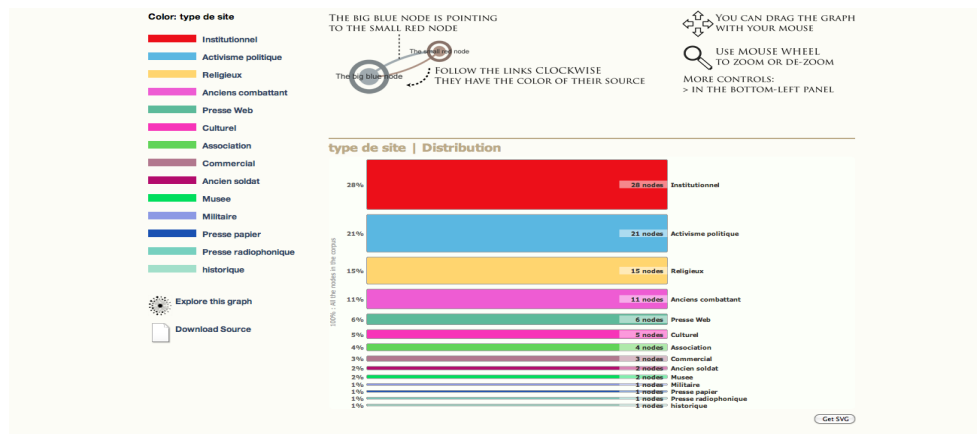 Color: type de site
Institutionnel
Activisme politique
Religieux
Anciens combattant
Presse Web
Culturel
Association
Commercial
Ancien soldat
Musee
Militaire
Presse papier
Presse radiophonique
historique
Explore this graph
Download Source
The big blue node is pointing
to the small red node
The small red node
The big blue node
Follow the links CLOCKWISE
They have the color of their source
You can drag the graph
with your mouse
Use MOUSE WHEEL
to zoom or de-zoom
More controls:
> in the bottom-left panel
type de site | Distribution
100% : All the nodes in the corpus
28% 28 nodes Institutionnel
21% 21 nodes Activisme politique
15% 15 nodes Religieux
11% 11 nodes Anciens combattant
6% 6 nodes Presse Web
5% 5 nodes Culturel
4% 4 nodes Association
3% 3 nodes Commercial
2% 2 nodes Ancien soldat
2% 2 nodes Musee
1% 1 nodes Militaire
1% 1 nodes Presse papier
1% 1 nodes Presse radiophonique
1% 1 nodes historique
Get SVG